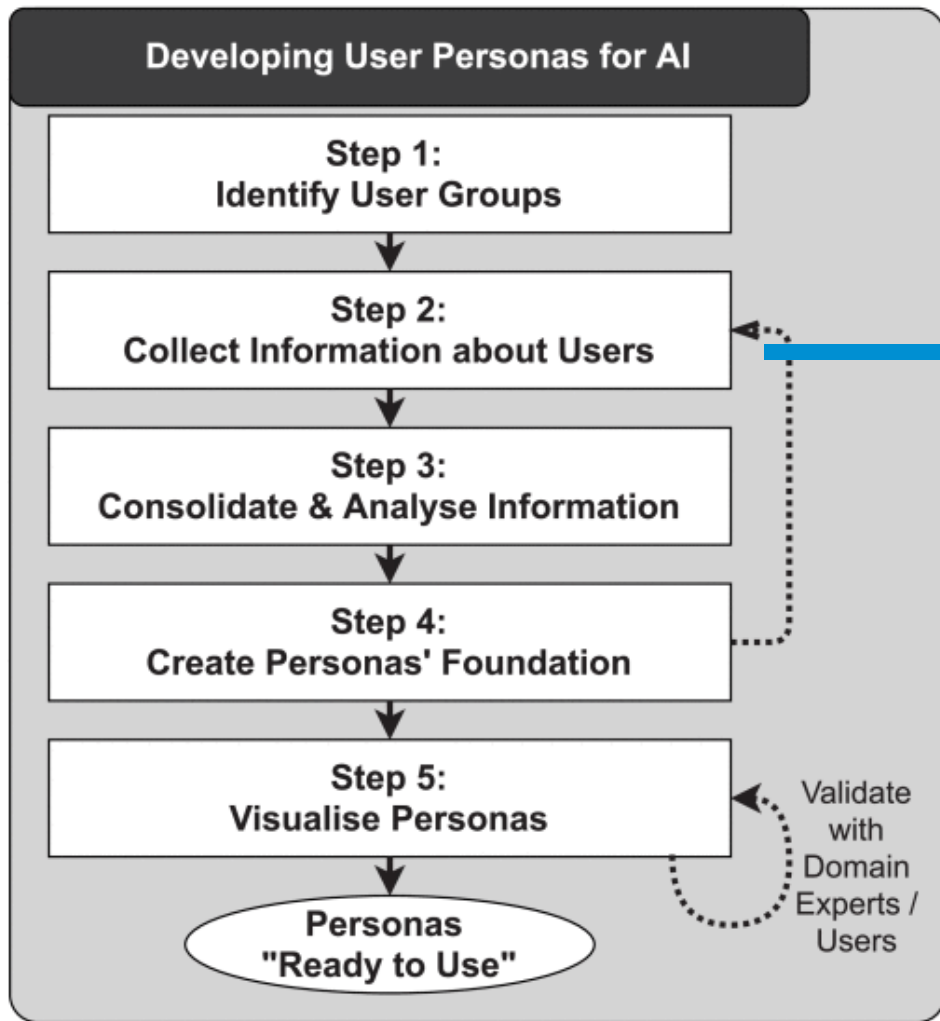 Developing User Personas for AI
Step 1:
Identify User Groups
Step 2:
Collect Information about Users
Step 3:
Consolidate & Analyse Information
Step 4:
Create Personas' Foundation
Step 5:
Visualise Personas
Validate
with
Domain
Experts /
Users
Personas
"Ready to Use"